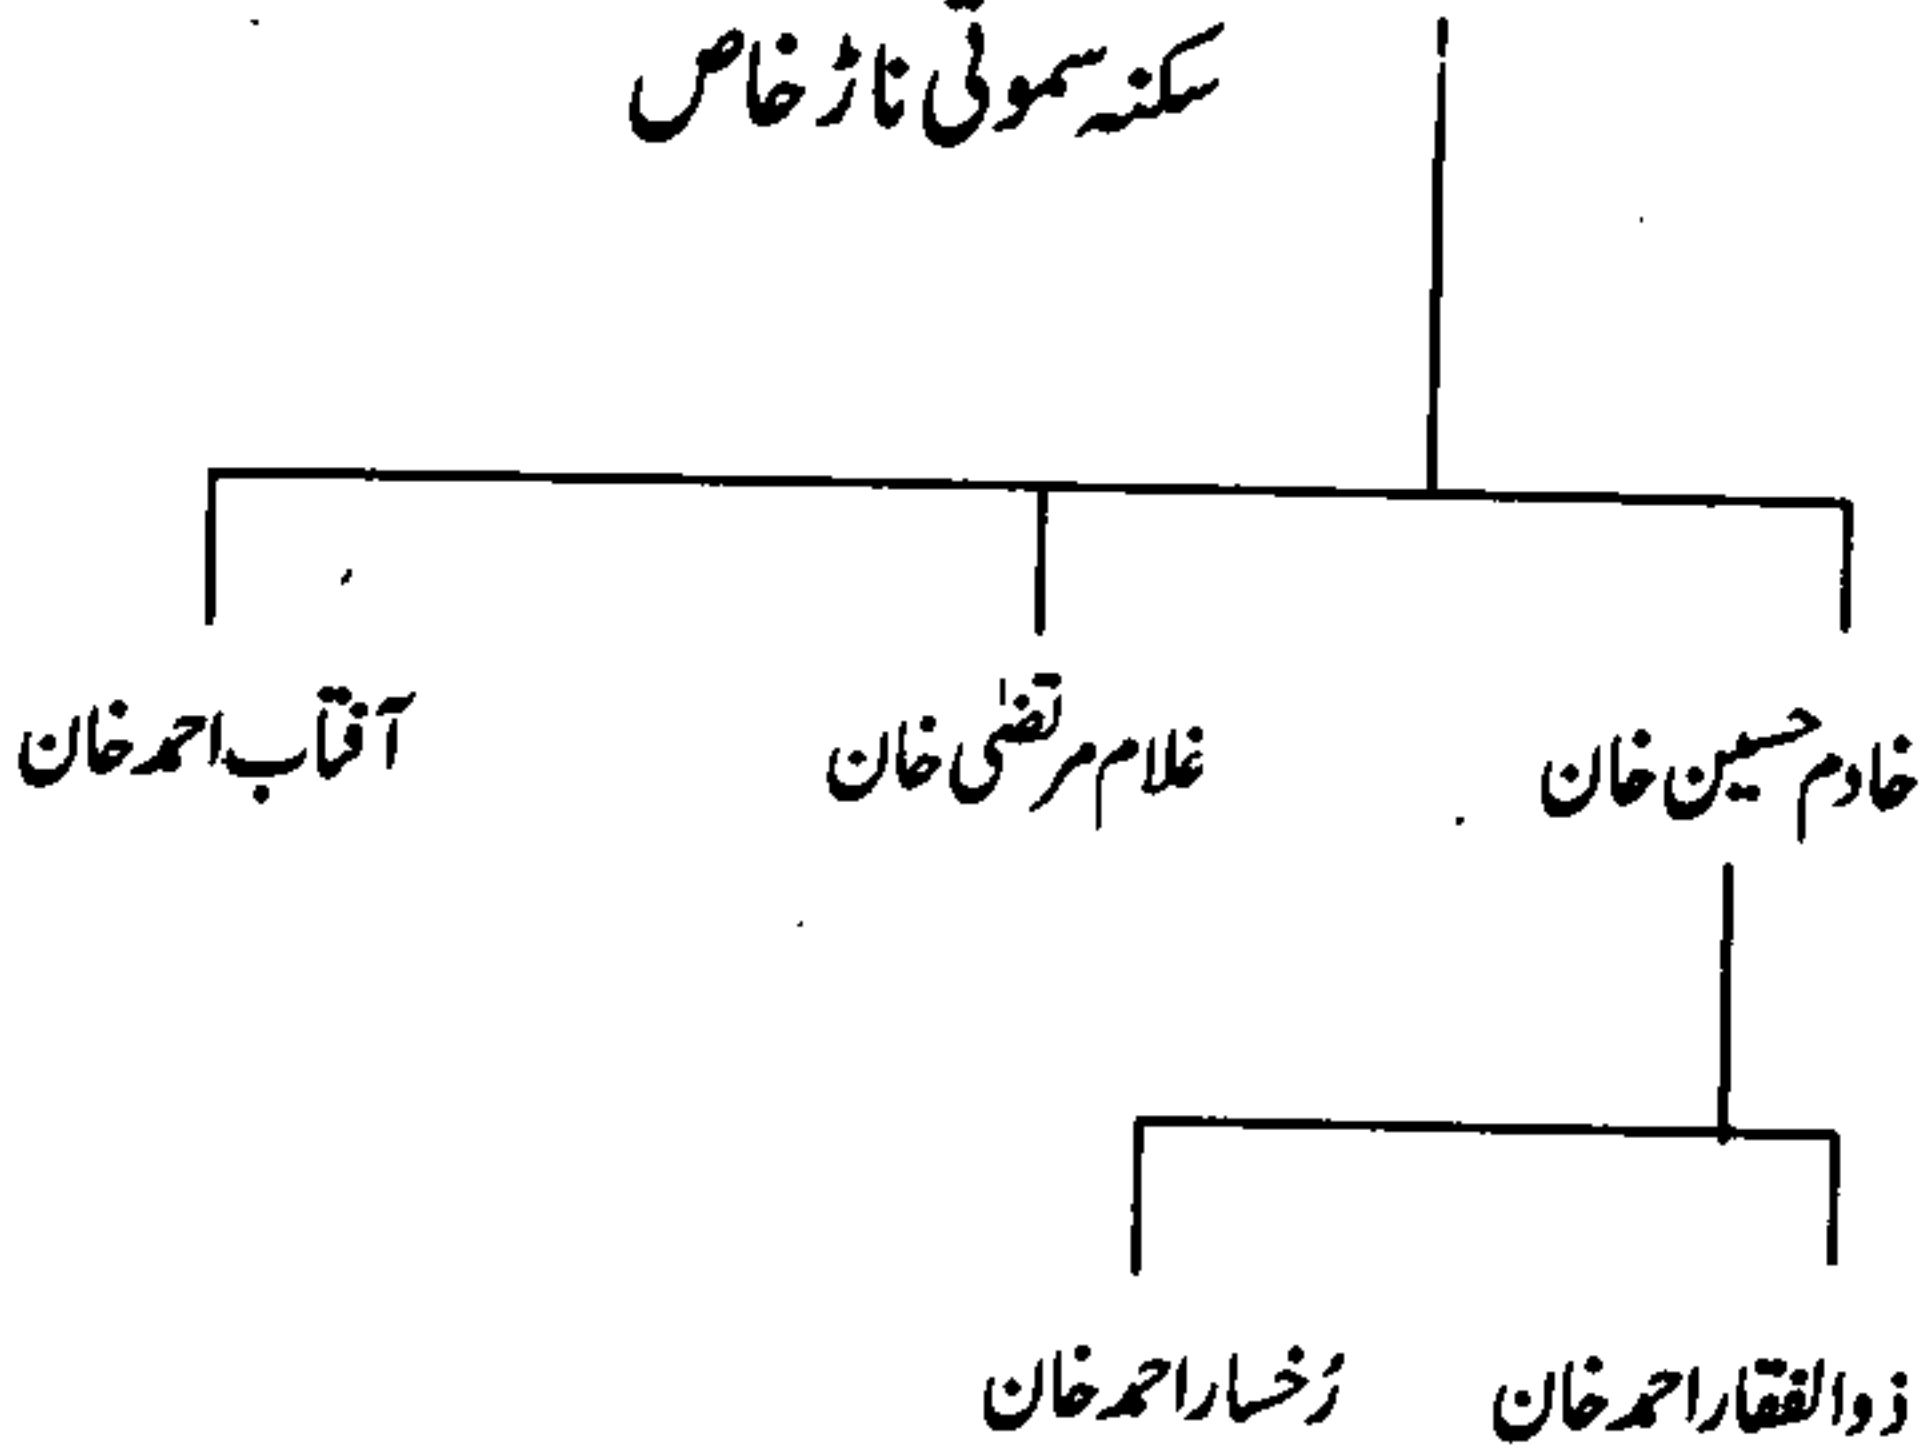 سکنہ سموتی ناڑ خاص
خادم حسین خان غلام مرتضیٰ خان آفتاب احمد خان
ذوالفقار احمد خان رُخسار احمد خان